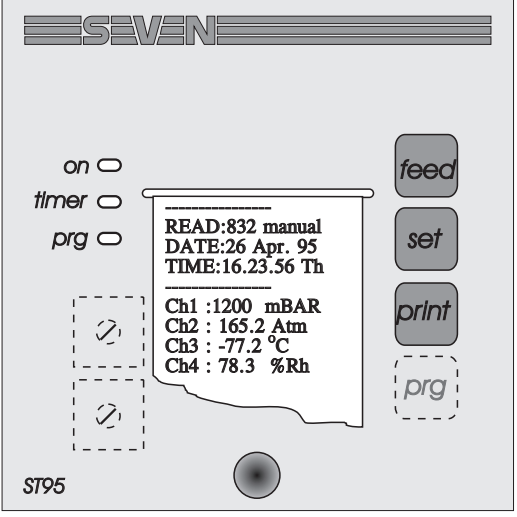 SEVEN
on
timer
prg
feed
set
print
prg
----------------
READ:832 manual
DATE:26 Apr. 95
TIME:16.23.56 Th
----------------
Ch1 :1200 mBAR
Ch2 : 165.2 Atm
Ch3 : -77.2 °C
Ch4 : 78.3 %Rh
ST95